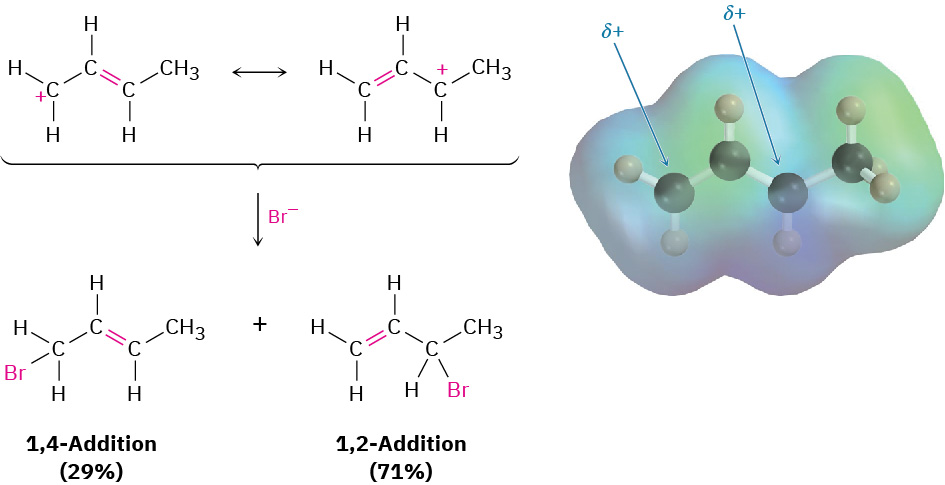 H
H
CH3
C
C
+C
H
H
H
H
CH3
C
+
C
C
H
H
δ+
δ+
Br−
H
H
CH3
C
C
C
Br
H
H
+
H
H
CH3
C
C
C
H
H
Br
1,4-Addition
(29%)
1,2-Addition
(71%)